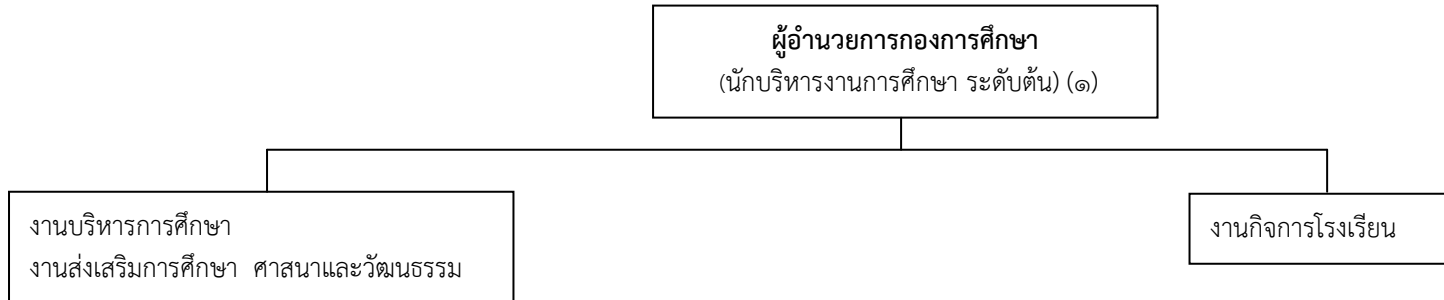 ผู้อำนวยการกองการศึกษา
(นักบริหารงานการศึกษา ระดับต้น) (๑)
งานบริหารการศึกษา
งานส่งเสริมการศึกษา ศาสนาและวัฒนธรรม
งานกิจการโรงเรียน